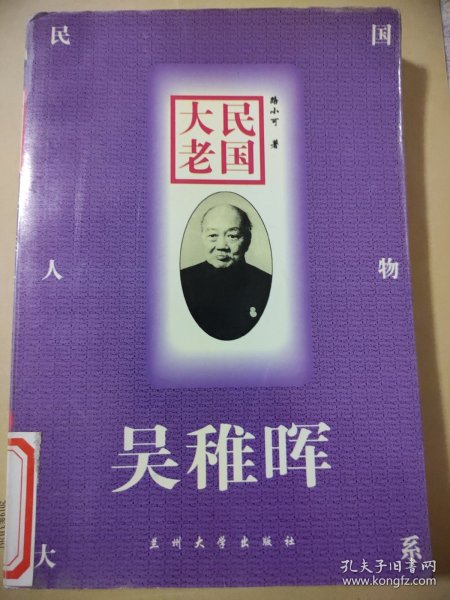 民国
人物
大系
路小可 著
民国
大老
吴稚晖
兰州大学出版社
孔夫子旧书网
www.kongfz.com